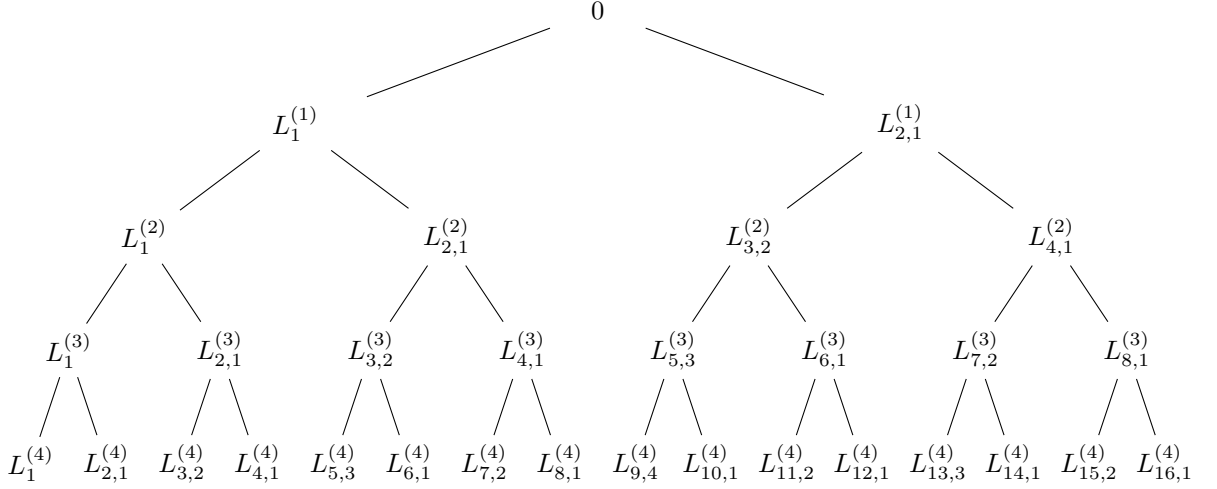 0
L_1^{(1)} L_{2,1}^{(1)}
L_1^{(2)} L_{2,1}^{(2)} L_{3,2}^{(2)} L_{4,1}^{(2)}
L_1^{(3)} L_{2,1}^{(3)} L_{3,2}^{(3)} L_{4,1}^{(3)} L_{5,3}^{(3)} L_{6,1}^{(3)} L_{7,2}^{(3)} L_{8,1}^{(3)}
L_1^{(4)} L_{2,1}^{(4)} L_{3,2}^{(4)} L_{4,1}^{(4)} L_{5,3}^{(4)} L_{6,1}^{(4)} L_{7,2}^{(4)} L_{8,1}^{(4)} L_{9,4}^{(4)} L_{10,1}^{(4)} L_{11,2}^{(4)} L_{12,1}^{(4)} L_{13,3}^{(4)} L_{14,1}^{(4)} L_{15,2}^{(4)} L_{16,1}^{(4)}